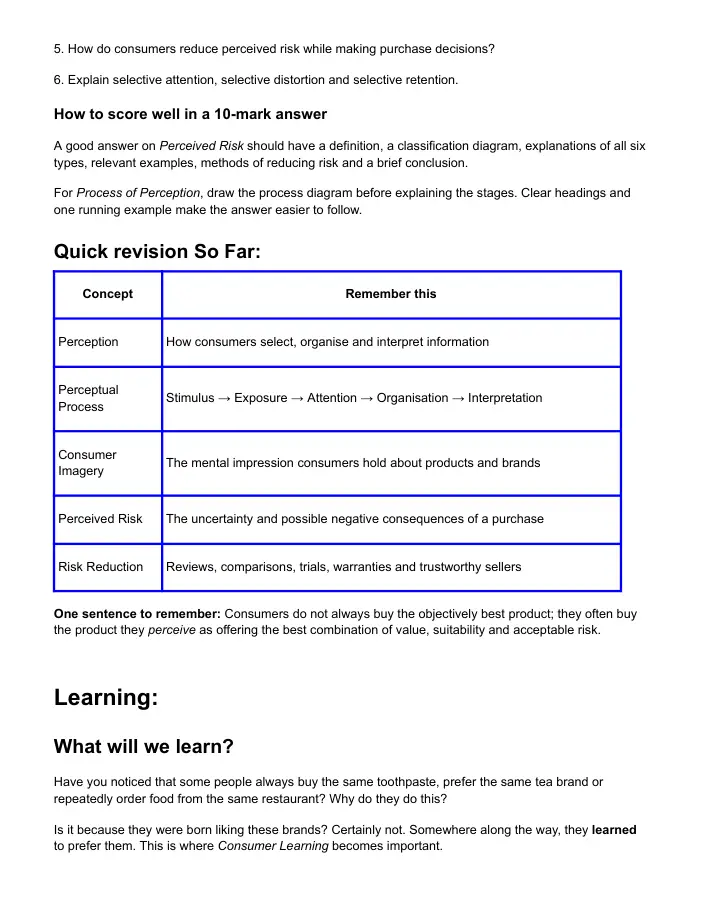 5. How do consumers reduce perceived risk while making purchase decisions?
6. Explain selective attention, selective distortion and selective retention.
How to score well in a 10-mark answer
A good answer on Perceived Risk should have a definition, a classification diagram, explanations of all six
types, relevant examples, methods of reducing risk and a brief conclusion.
For Process of Perception, draw the process diagram before explaining the stages. Clear headings and
one running example make the answer easier to follow.
Quick revision So Far:
Concept Remember this
Perception How consumers select, organise and interpret information
Perceptual
Process
Stimulus → Exposure → Attention → Organisation → Interpretation
Consumer
Imagery
The mental impression consumers hold about products and brands
Perceived Risk The uncertainty and possible negative consequences of a purchase
Risk Reduction Reviews, comparisons, trials, warranties and trustworthy sellers
One sentence to remember: Consumers do not always buy the objectively best product; they often buy
the product they perceive as offering the best combination of value, suitability and acceptable risk.
Learning:
What will we learn?
Have you noticed that some people always buy the same toothpaste, prefer the same tea brand or
repeatedly order food from the same restaurant? Why do they do this?
Is it because they were born liking these brands? Certainly not. Somewhere along the way, they learned
to prefer them. This is where Consumer Learning becomes important.